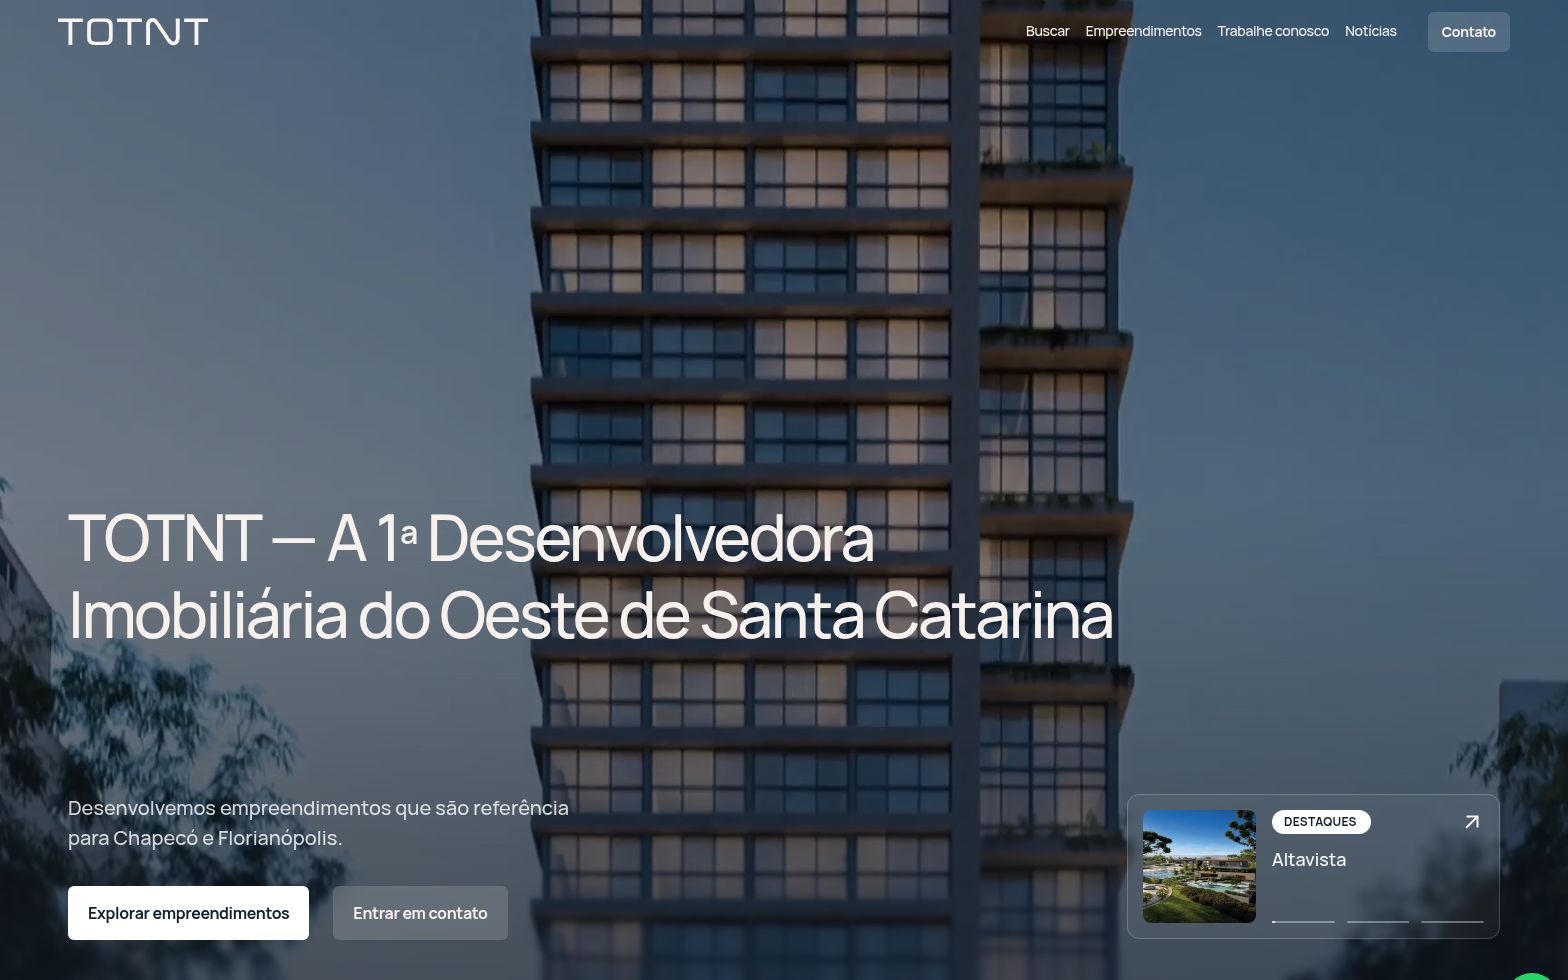 TOTNT
Buscar Empreendimentos Trabalhe conosco Notícias Contato
TOTNT — A 1ª Desenvolvedora
Imobiliária do Oeste de Santa Catarina
Desenvolvemos empreendimentos que são referência
para Chapecó e Florianópolis.
Explorar empreendimentos Entrar em contato
DESTAQUES
Altavista